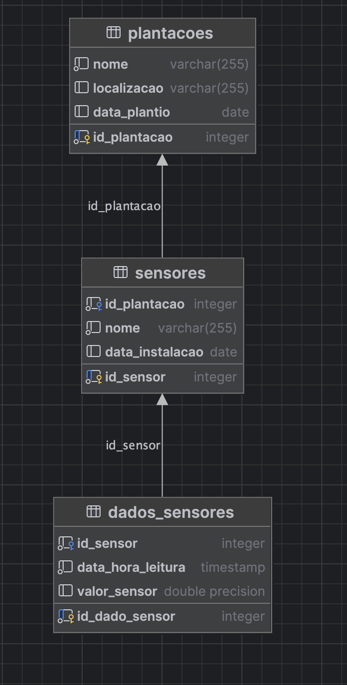 plantacoes
nome varchar(255)
localizacao varchar(255)
data_plantio date
id_plantacao integer
id_plantacao
sensores
id_plantacao integer
nome varchar(255)
data_instalacao date
id_sensor integer
id_sensor
dados_sensores
id_sensor integer
data_hora_leitura timestamp
valor_sensor double precision
id_dado_sensor integer